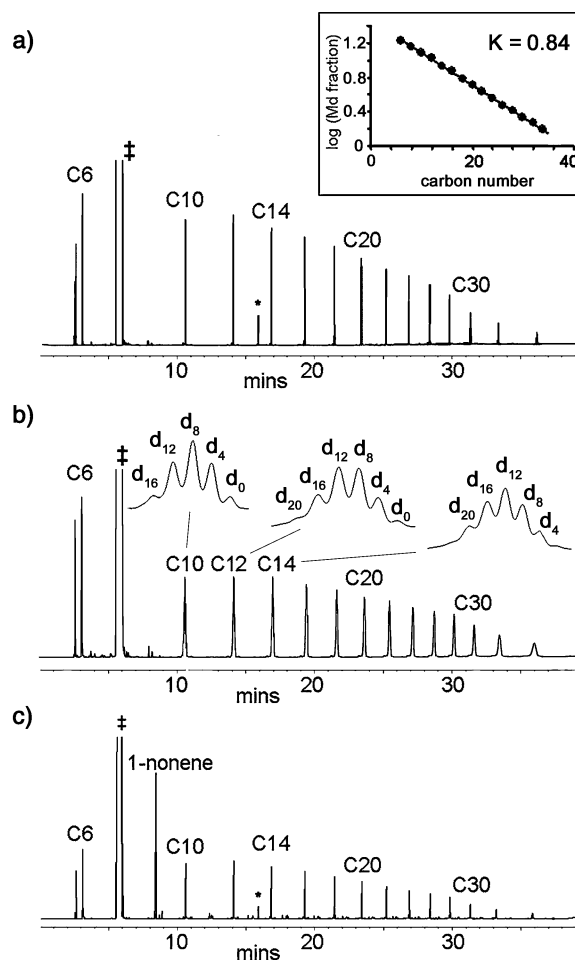 a)
K = 0.84
log (Md fraction)
1.2
0.8
0.4
0
0 20 40
carbon number
‡
C6
C10
C14
C20
C30
*
10 20 30
mins
b)
‡
C6
d16 d12 d8 d4 d0
d20 d16 d12 d8 d4 d0
d20 d16 d12 d8 d4
C10 C12 C14
C20
C30
10 20 30
mins
c)
‡
1-nonene
C6
C10
C14
C20
C30
*
10 20 30
mins